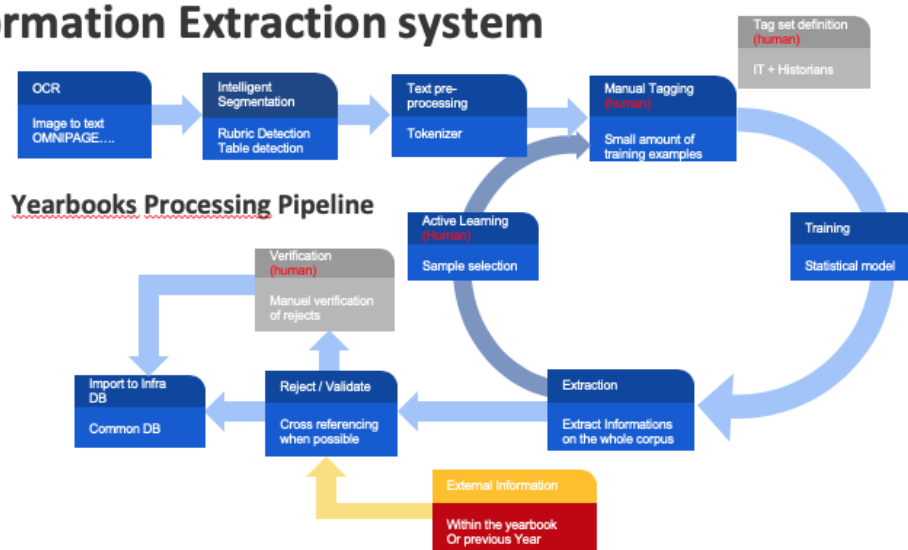 ormation Extraction system
Tag set definition
(human)
IT + Historians
OCR
Image to text
OMNIPAGE....
Intelligent
Segmentation
Rubric Detection
Table detection
Text pre-
processing
Tokenizer
Manual Tagging
(human)
Small amount of
training examples
Yearbooks Processing Pipeline
Active Learning
(Human)
Sample selection
Training
Statistical model
Verification
(human)
Manuel verification
of rejects
Import to Infra
DB
Common DB
Reject / Validate
Cross referencing
when possible
Extraction
Extract Informations
on the whole corpus
External Information
Within the yearbook
Or previous Year